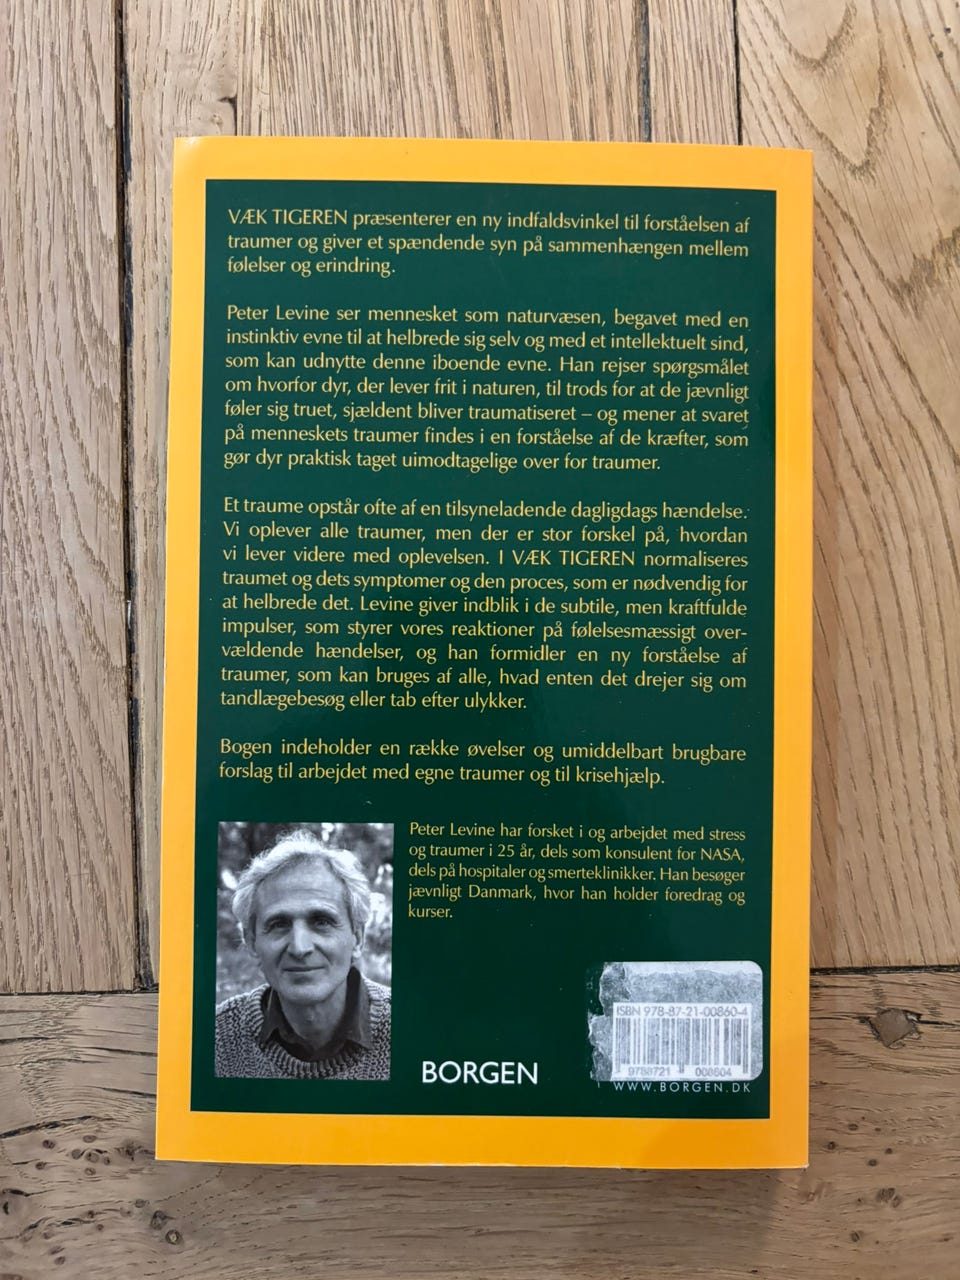 VÆK TIGEREN præsenterer en ny indfaldsvinkel til forståelsen af
traumer og giver et spændende syn på sammenhængen mellem
følelser og erindring.
Peter Levine ser mennesket som naturvæsen, begavet med en
instinktiv evne til at helbrede sig selv og med et intellektuelt sind,
som kan udnytte denne iboende evne. Han rejser spørgsmålet
om hvorfor dyr, der lever frit i naturen, til trods for at de jævnligt
føler sig truet, sjældent bliver traumatiseret – og mener at svaret
på menneskets traumer findes i en forståelse af de kræfter, som
gør dyr praktisk taget uimodtagelige over for traumer.
Et traume opstår ofte af en tilsyneladende dagligdags hændelse.
Vi oplever alle traumer, men der er stor forskel på, hvordan
vi lever videre med oplevelsen. I VÆK TIGEREN normaliseres
traumet og dets symptomer og den proces, som er nødvendig for
at helbrede det. Levine giver indblik i de subtile, men kraftfulde
impulser, som styrer vores reaktioner på følelsesmæssigt over-
vældende hændelser, og han formidler en ny forståelse af
traumer, som kan bruges af alle, hvad enten det drejer sig om
tandlægebesøg eller tab efter ulykker.
Bogen indeholder en række øvelser og umiddelbart brugbare
forslag til arbejdet med egne traumer og til krisehjælp.
Peter Levine har forsket i og arbejdet med stress
og traumer i 25 år, dels som konsulent for NASA,
dels på hospitaler og smerteklinikker. Han besøger
jævnligt Danmark, hvor han holder foredrag og
kurser.
ISBN 978-87-21-00860-4
9788721 008604
BORGEN
WWW.BORGEN.DK